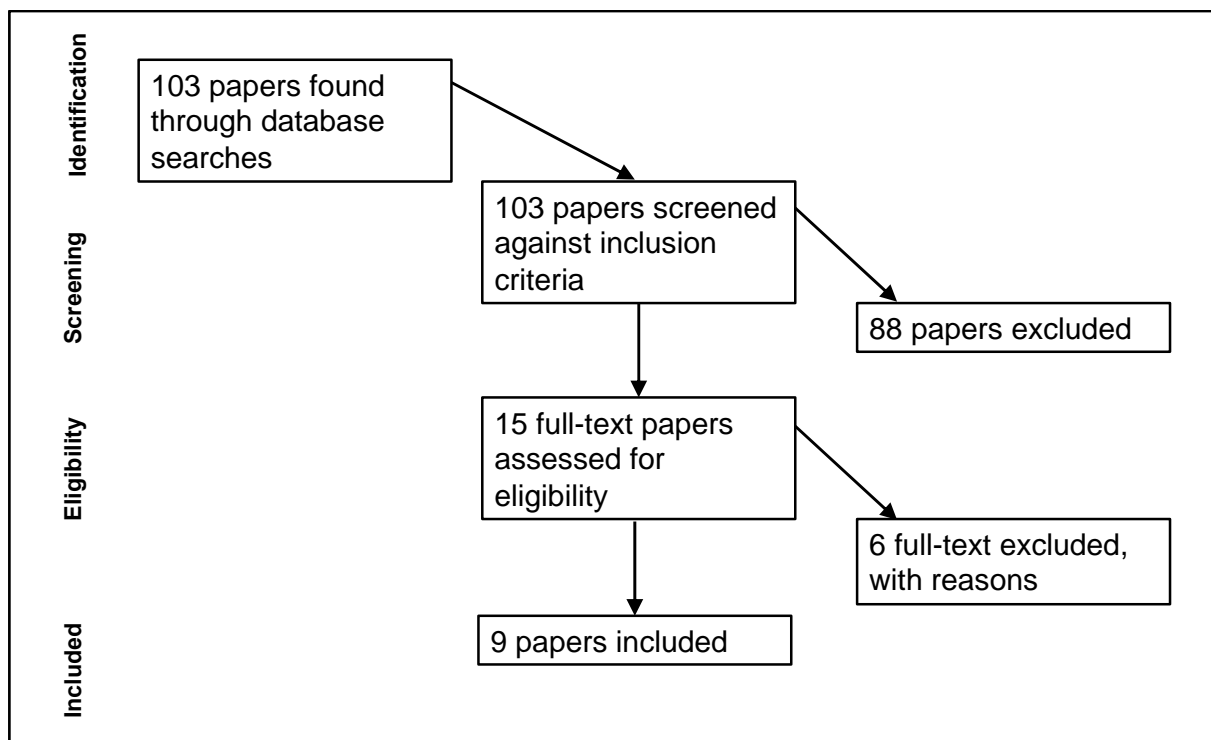 Identification
103 papers found
through database
searches
Screening
103 papers screened
against inclusion
criteria
88 papers excluded
Eligibility
15 full-text papers
assessed for
eligibility
6 full-text excluded,
with reasons
Included
9 papers included